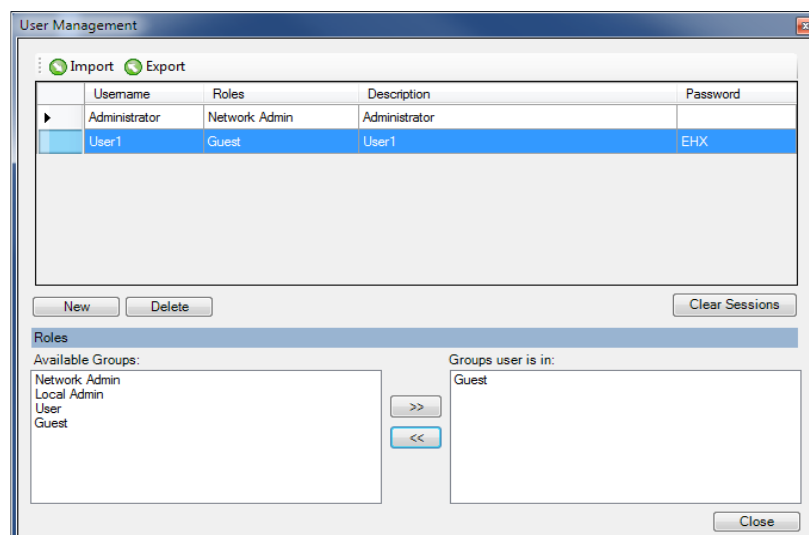 User Management
Import Export
Username Roles Description Password
Administrator Network Admin Administrator
User1 Guest User1 EHX
New Delete Clear Sessions
Roles
Available Groups: Groups user is in:
Network Admin Guest
Local Admin
User
Guest
>>
<<
Close